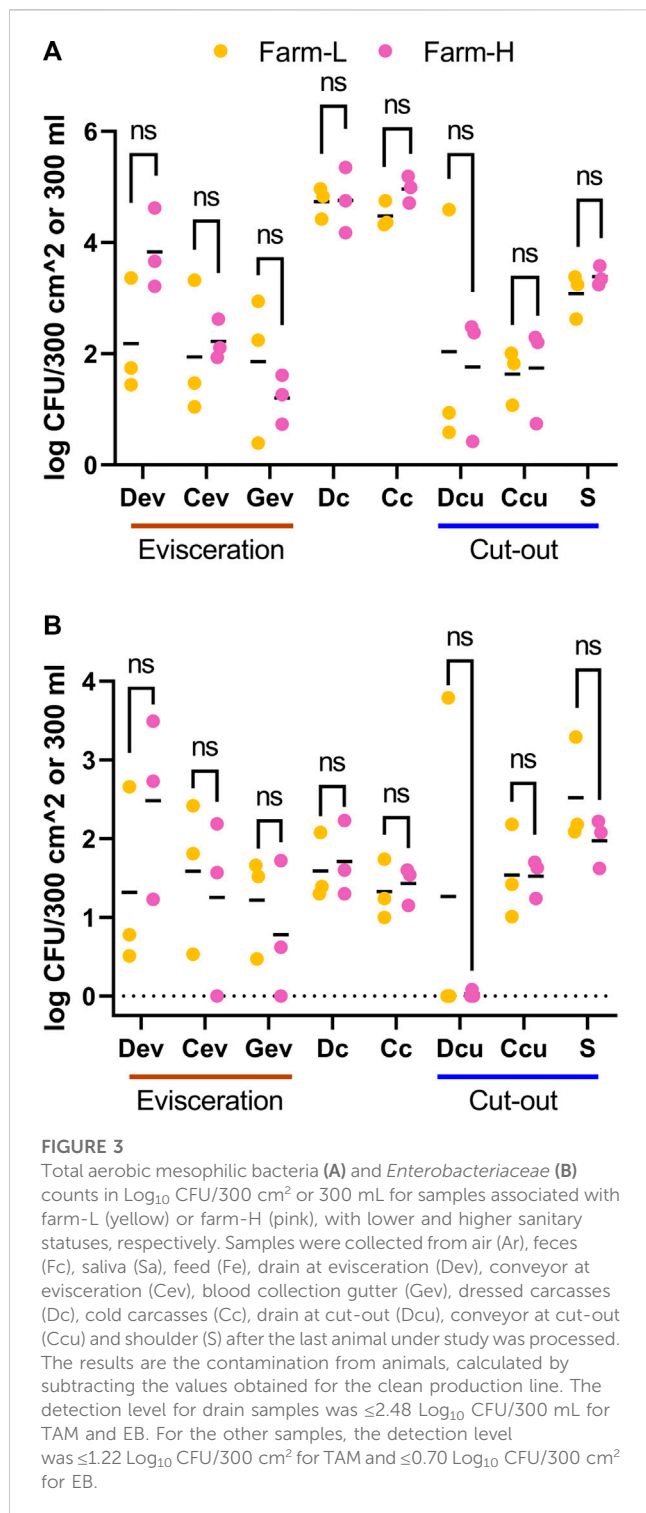 A
Farm-L Farm-H
ns ns
ns ns ns
ns ns ns
log CFU/300 cm^2 or 300 ml
6
4
2
0
Dev Cev Gev Dc Cc Dcu Ccu S
Evisceration Cut-out
B
ns ns ns
ns ns ns
ns ns
log CFU/300 cm^2 or 300 ml
4
3
2
1
0
Dev Cev Gev Dc Cc Dcu Ccu S
Evisceration Cut-out
FIGURE 3
Total aerobic mesophilic bacteria (A) and Enterobacteriaceae (B)
counts in Log₁₀ CFU/300 cm² or 300 mL for samples associated with
farm-L (yellow) or farm-H (pink), with lower and higher sanitary
statuses, respectively. Samples were collected from air (Ar), feces
(Fc), saliva (Sa), feed (Fe), drain at evisceration (Dev), conveyor at
evisceration (Cev), blood collection gutter (Gev), dressed carcasses
(Dc), cold carcasses (Cc), drain at cut-out (Dcu), conveyor at cut-out
(Ccu) and shoulder (S) after the last animal under study was processed.
The results are the contamination from animals, calculated by
subtracting the values obtained for the clean production line. The
detection level for drain samples was ≤2.48 Log₁₀ CFU/300 mL for
TAM and EB. For the other samples, the detection level
was ≤1.22 Log₁₀ CFU/300 cm² for TAM and ≤0.70 Log₁₀ CFU/300 cm²
for EB.